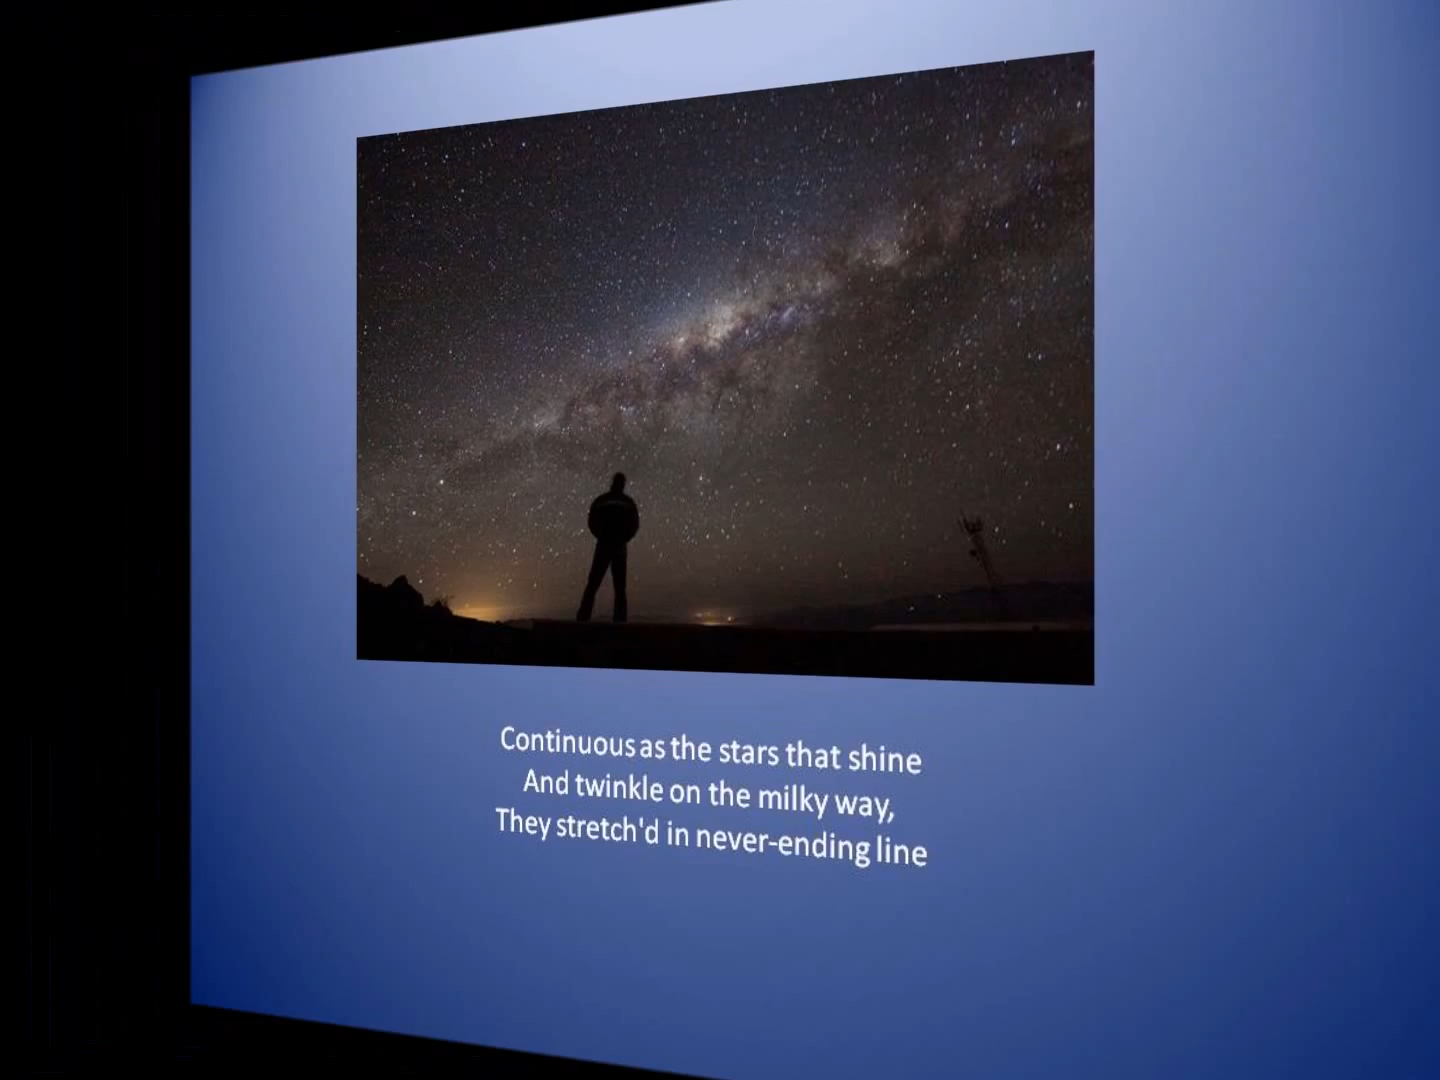 Continuous as the stars that shine
And twinkle on the milky way,
They stretch'd in never-ending line